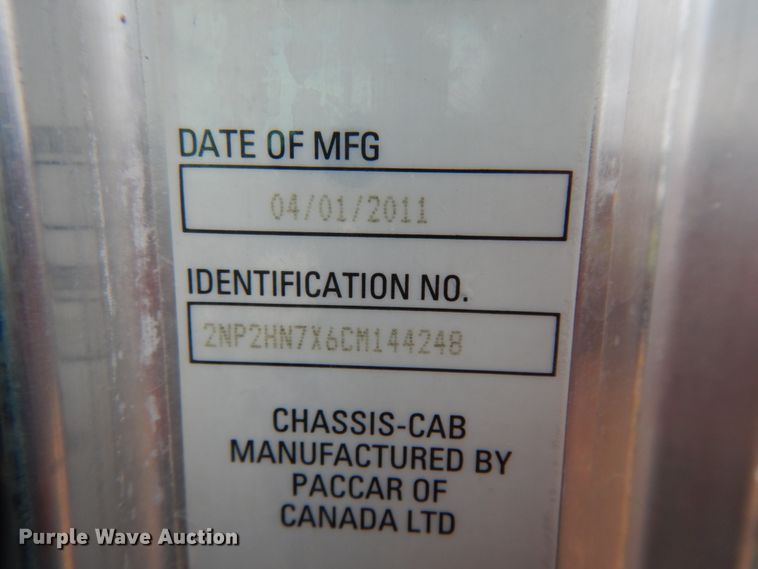 DATE OF MFG
04/01/2011
IDENTIFICATION NO.
2NP2HN7X6CM144248
CHASSIS-CAB
MANUFACTURED BY
PACCAR OF
CANADA LTD
Purple Wave Auction